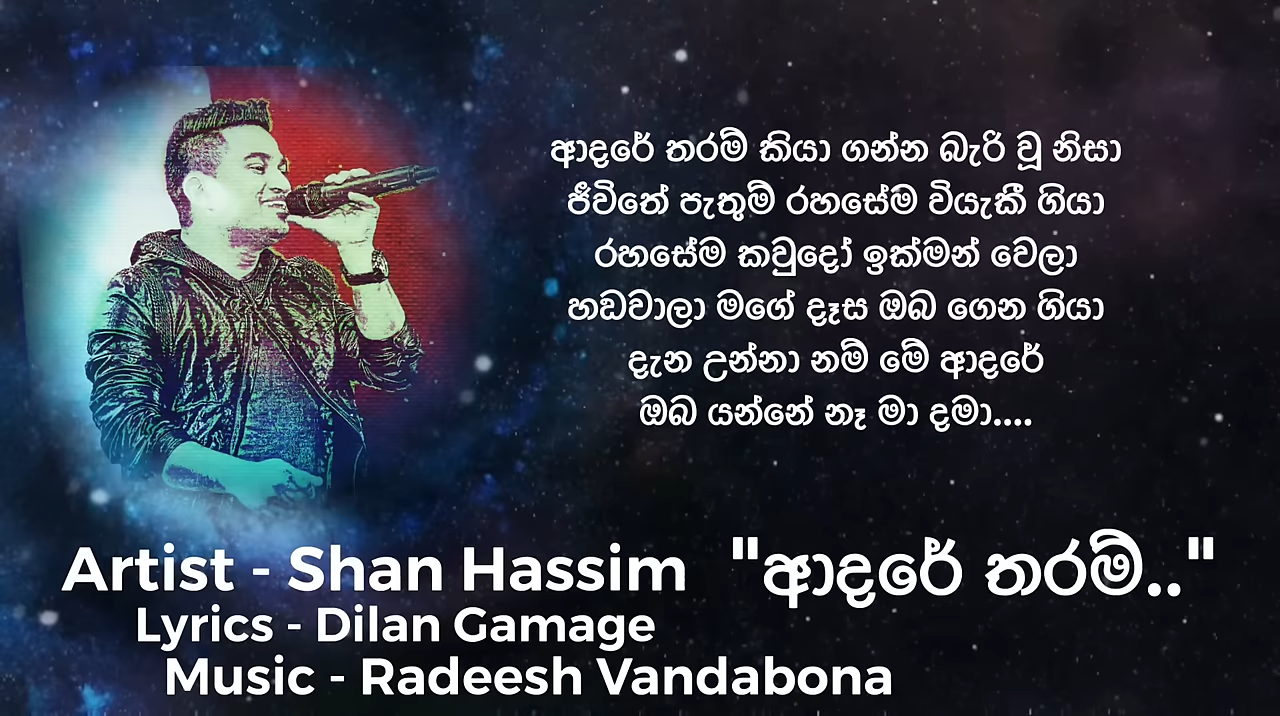 ආදරේ තරම් කියා ගන්න බැරි වූ නිසා
ජීවිතේ පැතුම් රහසේම වියැකී ගියා
රහසේම කවුදෝ ඉක්මන් වෙලා
හඬවාලා මගේ දෑස ඔබ ගෙන ගියා
දැන උන්නා නම් මේ ආදරේ
ඔබ යන්නේ නෑ මා දමා....
Artist - Shan Hassim
"ආදරේ තරම්.."
Lyrics - Dilan Gamage
Music - Radeesh Vandabona